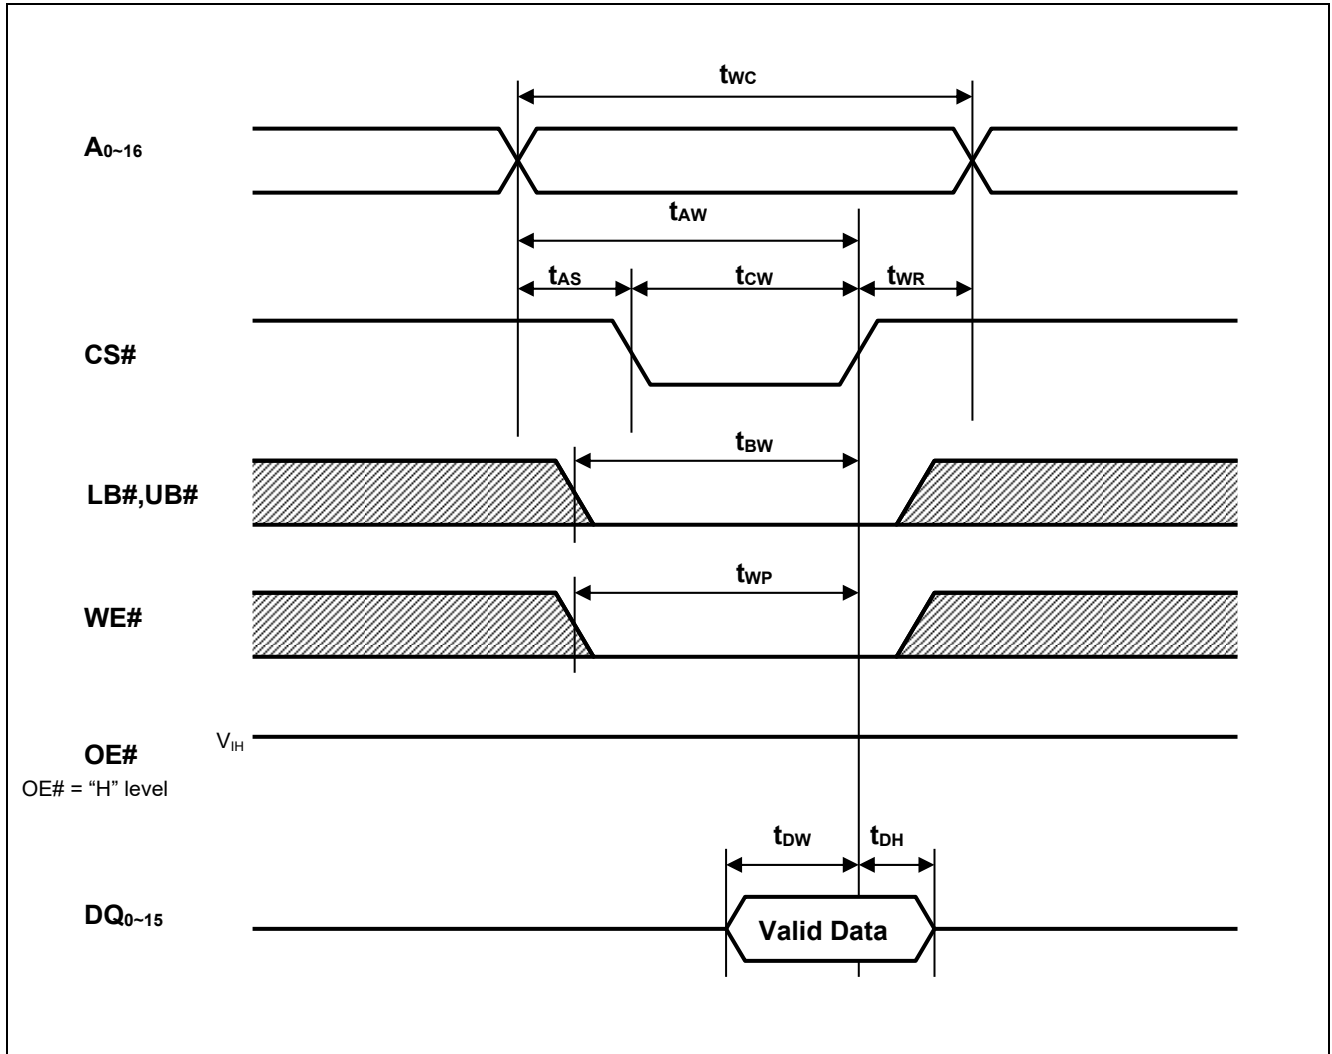 tWC
A0~16
tAW
tAS
tCW
tWR
CS#
tBW
LB#,UB#
tWP
WE#
VIH
OE#
OE# = “H” level
tDW
tDH
DQ0~15
Valid Data